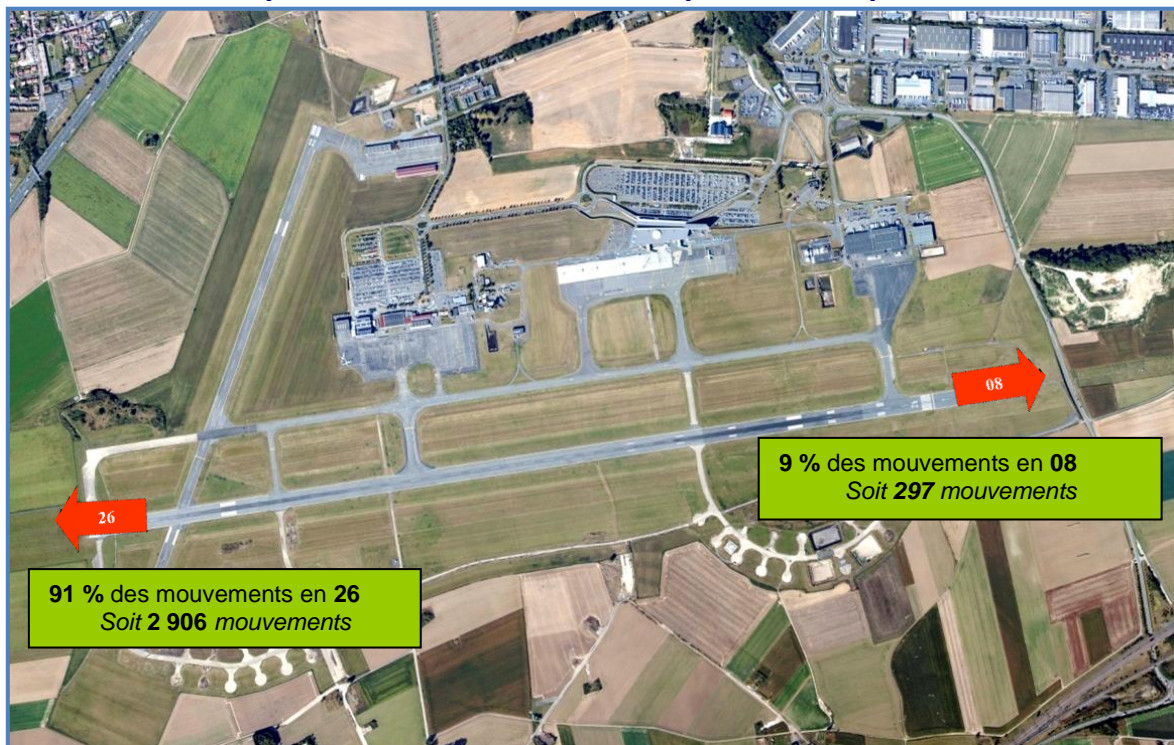 08
9 % des mouvements en 08
Soit 297 mouvements
26
91 % des mouvements en 26
Soit 2 906 mouvements